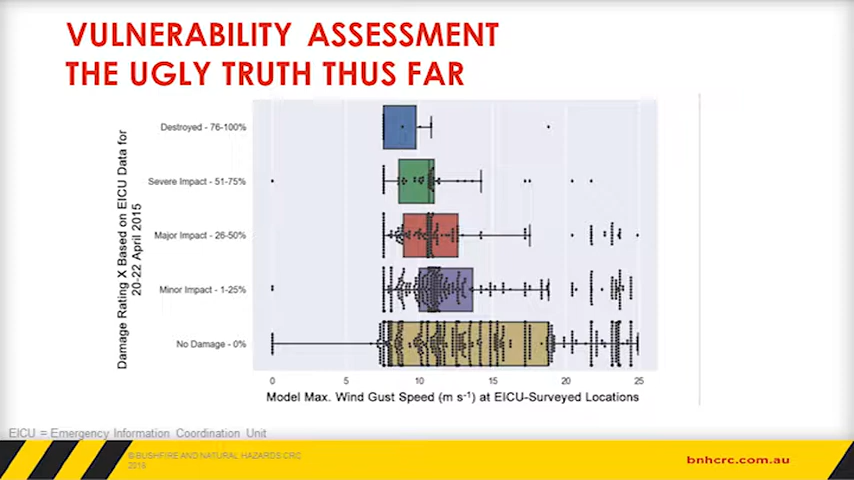 VULNERABILITY ASSESSMENT
THE UGLY TRUTH THUS FAR
Damage Rating X Based on EICU Data for
20-22 April 2015
Destroyed - 76-100%
Severe Impact - 51-75%
Major Impact - 26-50%
Minor Impact - 1-25%
No Damage - 0%
0 5 10 15 20 25
Model Max. Wind Gust Speed (m s-1) at EICU-Surveyed Locations
EICU = Emergency Information Coordination Unit
© BUSHFIRE AND NATURAL HAZARDS CRC
2016
bnhcrc.com.au